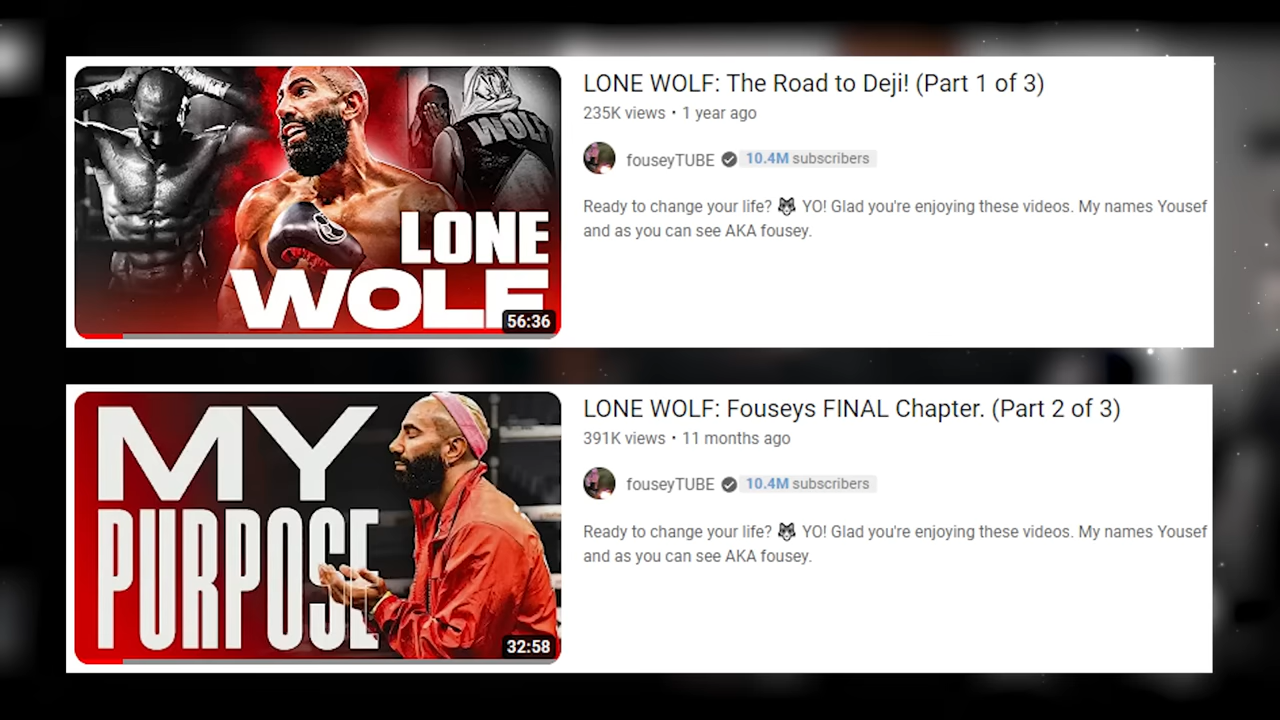 LONE WOLF: The Road to Deji! (Part 1 of 3)
235K views • 1 year ago
fouseyTUBE 10.4M subscribers
Ready to change your life? 🐺 YO! Glad you're enjoying these videos. My names Yousef
and as you can see AKA fousey.
WOLF
LONE
WOLF
56:36
LONE WOLF: Fouseys FINAL Chapter. (Part 2 of 3)
391K views • 11 months ago
fouseyTUBE 10.4M subscribers
Ready to change your life? 🐺 YO! Glad you're enjoying these videos. My names Yousef
and as you can see AKA fousey.
MY
PURPOSE
32:58